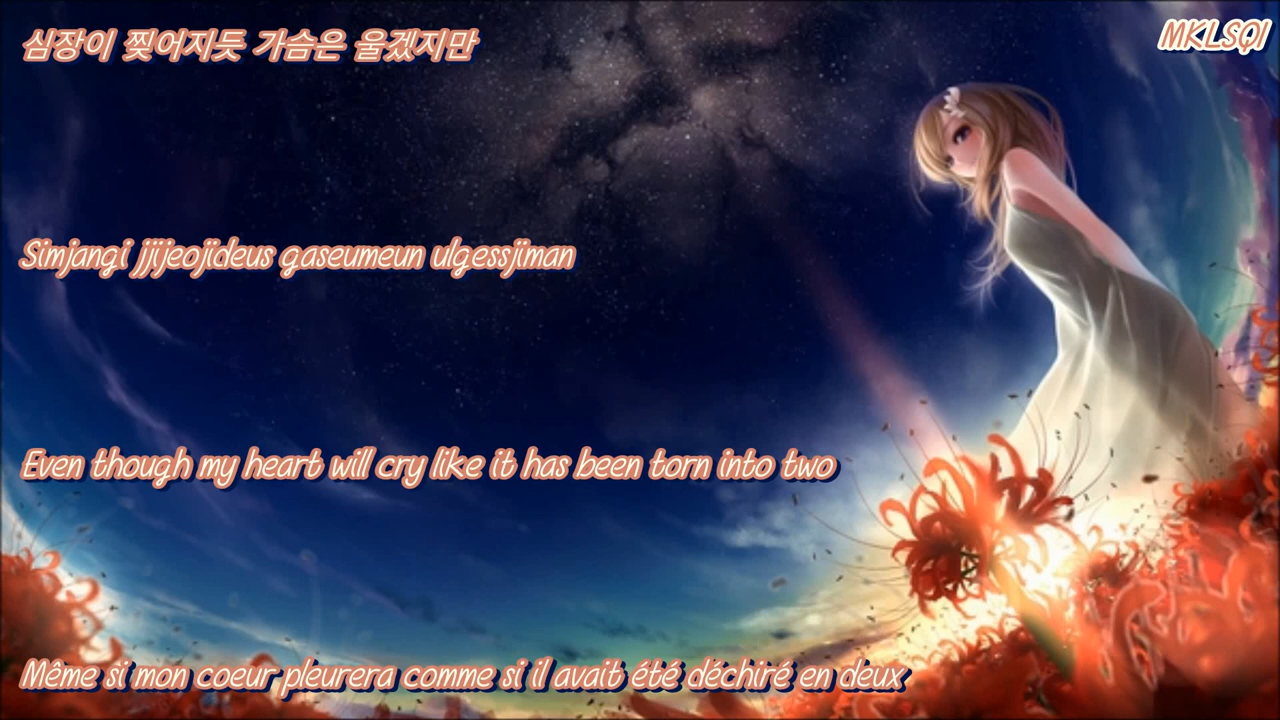 심장이 찢어지듯 가슴은 울겠지만
MKLSQI
Simjangi jjijeojideus gaseumeun ulgessjiman
Even though my heart will cry like it has been torn into two
Même si mon coeur pleurera comme si il avait été déchiré en deux